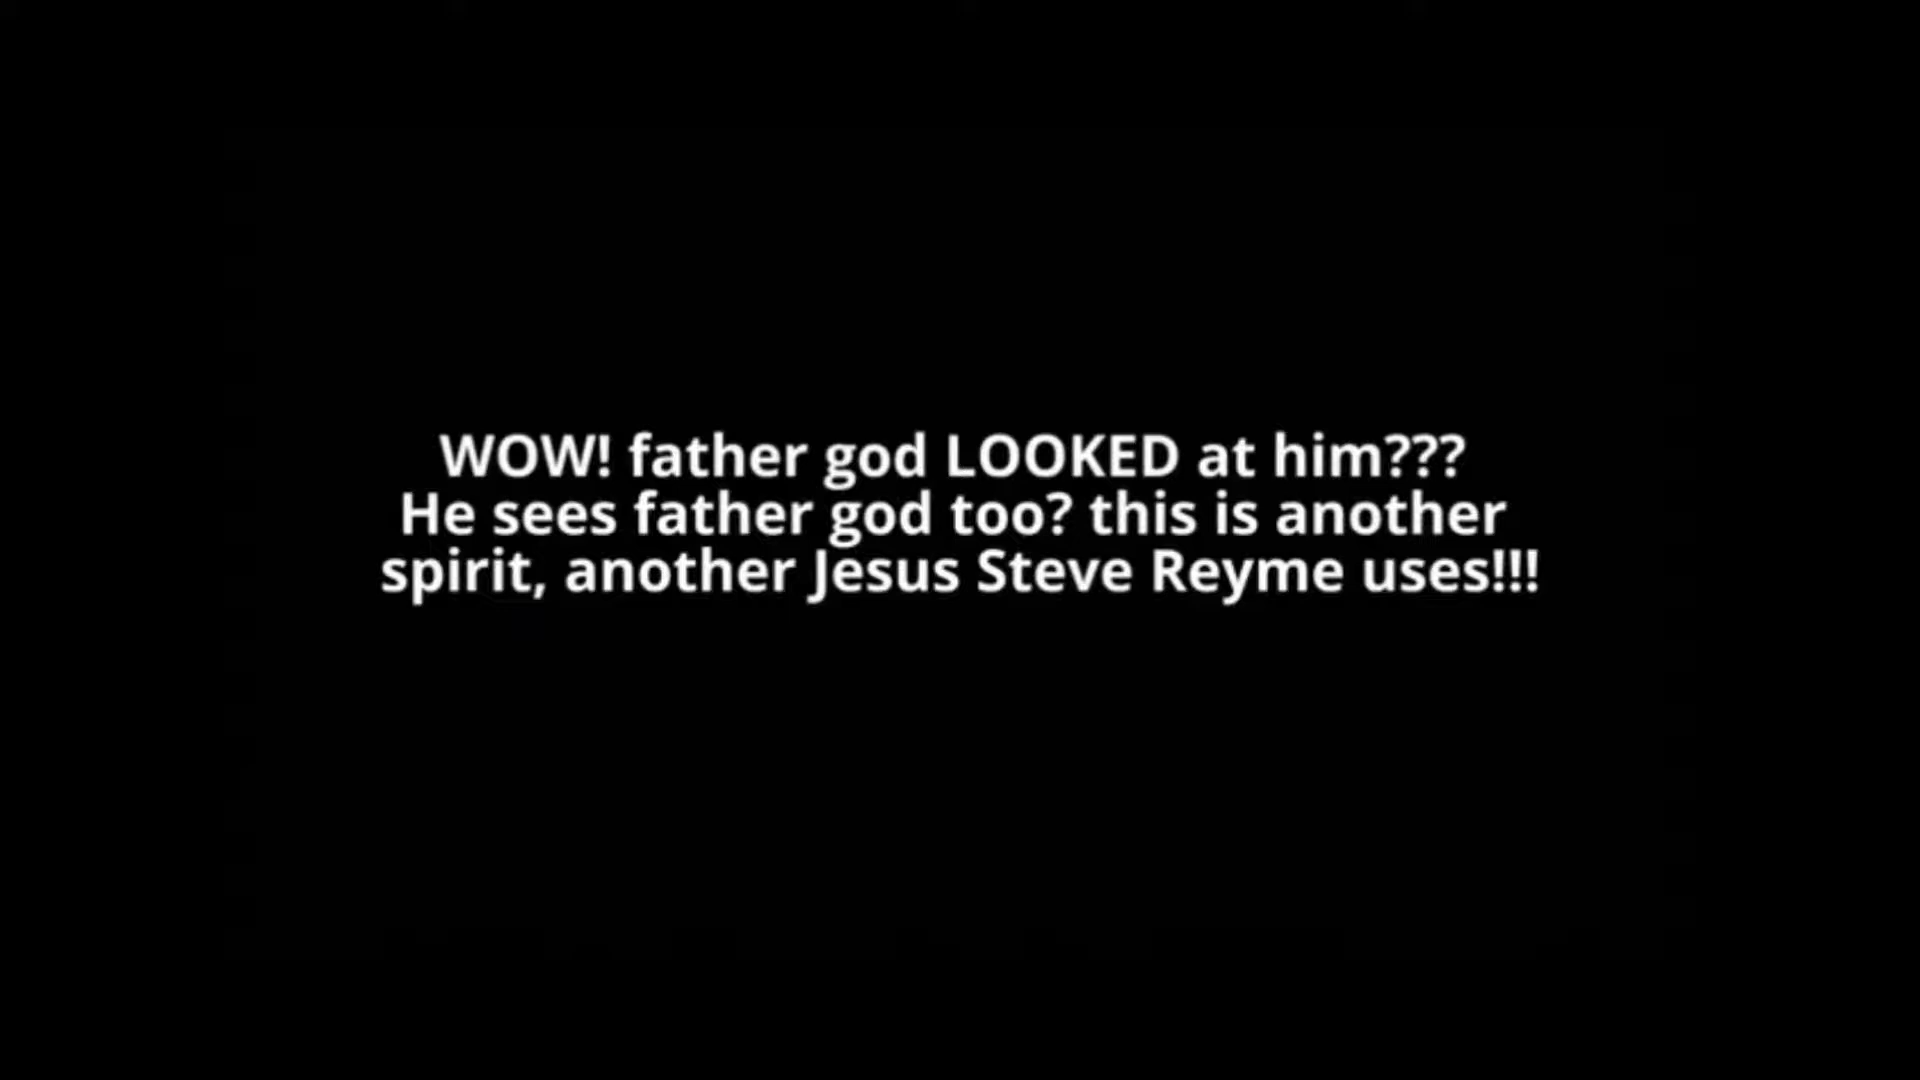 WOW! father god LOOKED at him???
He sees father god too? this is another
spirit, another Jesus Steve Reyme uses!!!